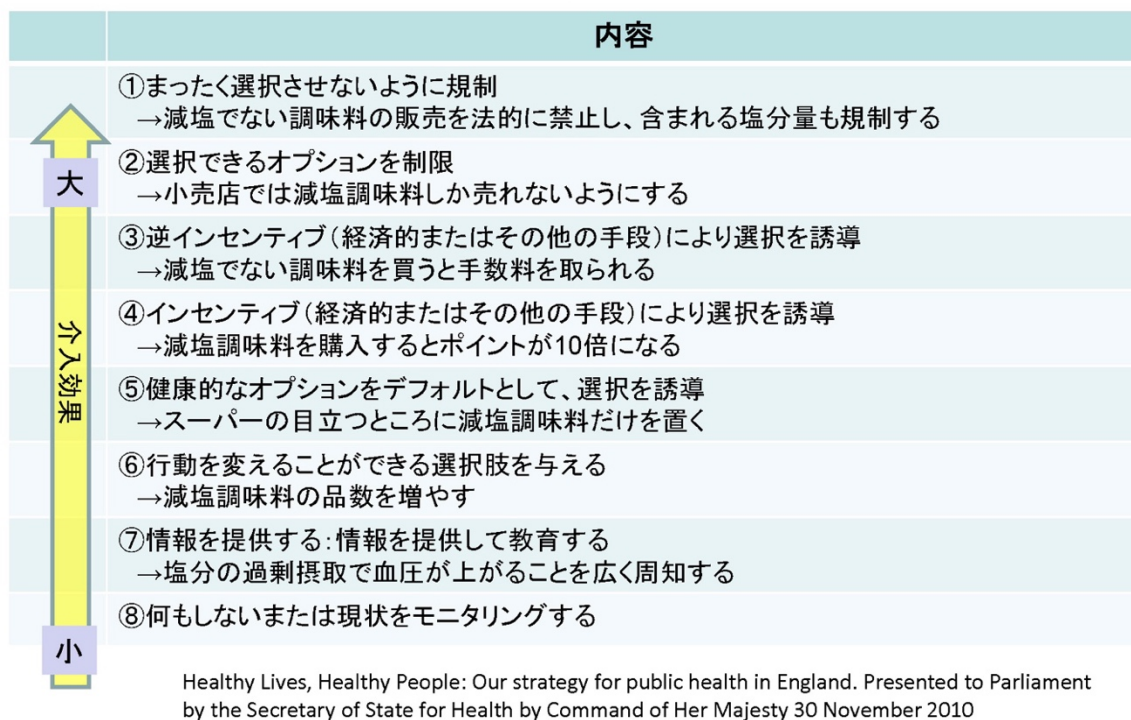 内容
①まったく選択させないように規制
→減塩でない調味料の販売を法的に禁止し、含まれる塩分量も規制する
②選択できるオプションを制限
→小売店では減塩調味料しか売れないようにする
③逆インセンティブ(経済的またはその他の手段)により選択を誘導
→減塩でない調味料を買うと手数料を取られる
④インセンティブ(経済的またはその他の手段)により選択を誘導
→減塩調味料を購入するとポイントが10倍になる
⑤健康的なオプションをデフォルトとして、選択を誘導
→スーパーの目立つところに減塩調味料だけを置く
⑥行動を変えることができる選択肢を与える
→減塩調味料の品数を増やす
⑦情報を提供する:情報を提供して教育する
→塩分の過剰摂取で血圧が上がることを広く周知する
⑧何もしないまたは現状をモニタリングする
大
介入効果
小
Healthy Lives, Healthy People: Our strategy for public health in England. Presented to Parliament
by the Secretary of State for Health by Command of Her Majesty 30 November 2010